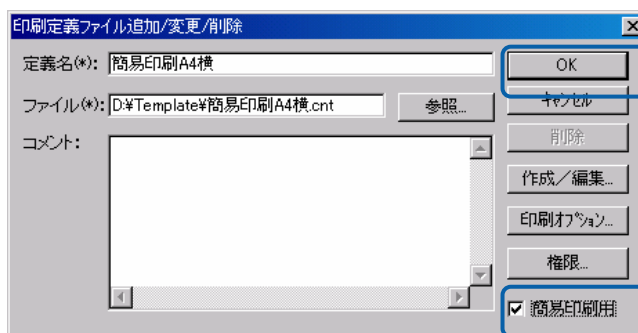 印刷定義ファイル追加/変更/削除
定義名(*): 簡易印刷A4横
OK
ファイル(*): D:¥Template¥簡易印刷A4横.cnt
参照...
キャンセル
コメント:
削除
作成／編集...
印刷オプション...
権限...
簡易印刷用